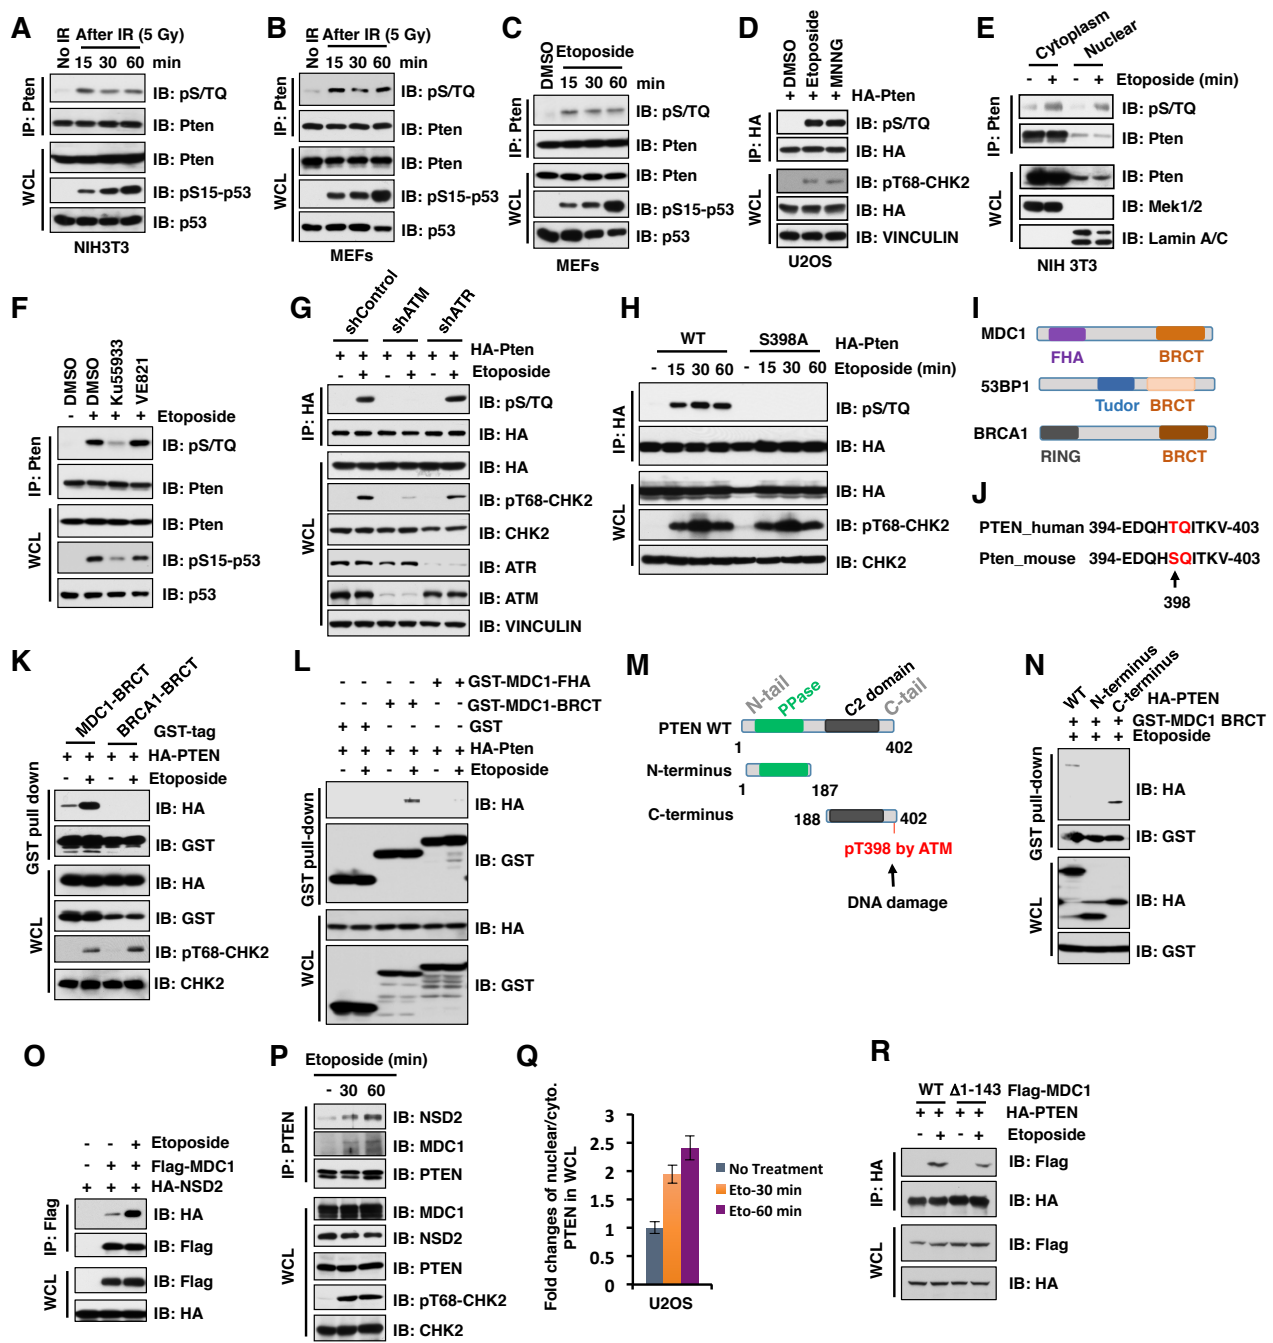 A
No IR
After IR (5 Gy)
15 30 60 min
IP: Pten
IB: pS/TQ
IB: Pten
WCL
IB: Pten
IB: pS15-p53
IB: p53
NIH3T3
B
No IR
After IR (5 Gy)
15 30 60 min
IP: Pten
IB: pS/TQ
IB: Pten
WCL
IB: Pten
IB: pS15-p53
IB: p53
MEFs
C
DMSO
Etoposide
15 30 60 min
IP: Pten
IB: pS/TQ
IB: Pten
WCL
IB: Pten
IB: pS15-p53
IB: p53
MEFs
D
DMSO
Etoposide
MNNG
+ + + HA-Pten
IP: HA
IB: pS/TQ
IB: HA
WCL
IB: pT68-CHK2
IB: HA
IB: VINCULIN
U2OS
E
Cytoplasm
Nuclear
- + - + Etoposide (min)
IP: Pten
IB: pS/TQ
IB: Pten
WCL
IB: Pten
IB: Mek1/2
IB: Lamin A/C
NIH 3T3
F
DMSO
DMSO
Ku55933
VE821
- + + + Etoposide
IP: Pten
IB: pS/TQ
IB: Pten
WCL
IB: Pten
IB: pS15-p53
IB: p53
G
shControl
shATM
shATR
+ + + + + + HA-Pten
- + - + - + Etoposide
IP: HA
IB: pS/TQ
IB: HA
WCL
IB: HA
IB: pT68-CHK2
IB: CHK2
IB: ATR
IB: ATM
IB: VINCULIN
H
WT S398A HA-Pten
- 15 30 60 - 15 30 60 Etoposide (min)
IP: HA
IB: pS/TQ
IB: HA
WCL
IB: HA
IB: pT68-CHK2
IB: CHK2
I
MDC1
FHA BRCT
53BP1
Tudor BRCT
BRCA1
RING BRCT
J
PTEN_human 394-EDQHTQITKV-403
Pten_mouse 394-EDQHSQITKV-403
398
K
MDC1-BRCT
BRCA1-BRCT
GST-tag
+ + + + HA-PTEN
- + - + Etoposide
GST pull down
IB: HA
IB: GST
WCL
IB: HA
IB: GST
IB: pT68-CHK2
IB: CHK2
L
- - - - + + GST-MDC1-FHA
- - + + - - GST-MDC1-BRCT
+ + - - - - GST
+ + + + + + HA-Pten
- + - + - + Etoposide
GST pull-down
IB: HA
IB: GST
WCL
IB: HA
IB: GST
M
N-tail
PPase
C2 domain
C-tail
PTEN WT
1 402
N-terminus
1 187
C-terminus 188 402
pT398 by ATM
DNA damage
N
WT
N-terminus
C-terminus
HA-PTEN
+ + + GST-MDC1 BRCT
+ + + Etoposide
GST pull-down
IB: HA
IB: GST
WCL
IB: HA
IB: GST
O
- - + Etoposide
- + + Flag-MDC1
+ + + HA-NSD2
IP: Flag
IB: HA
IB: Flag
WCL
IB: Flag
IB: HA
P
Etoposide (min)
- 30 60
IP: PTEN
IB: NSD2
IB: MDC1
IB: PTEN
WCL
IB: MDC1
IB: NSD2
IB: PTEN
IB: pT68-CHK2
IB: CHK2
Q
Fold changes of nuclear/cyto.
PTEN in WCL
3
2.5
2
1.5
1
0.5
0
U2OS
No Treatment
Eto-30 min
Eto-60 min
R
WT Δ1-143 Flag-MDC1
+ + + + HA-PTEN
- + - + Etoposide
IP: HA
IB: Flag
IB: HA
WCL
IB: Flag
IB: HA